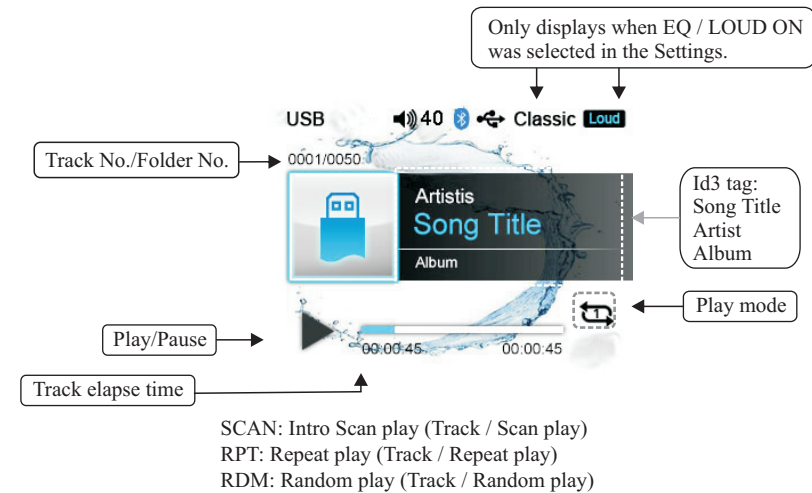 Only displays when EQ / LOUD ON
was selected in the Settings.
USB 40 Classic Loud
Track No./Folder No.
0001/0050
Artistis
Song Title
Album
Id3 tag:
Song Title
Artist
Album
1
Play mode
Play/Pause
00:00:45 00:00:45
Track elapse time
SCAN: Intro Scan play (Track / Scan play)
RPT: Repeat play (Track / Repeat play)
RDM: Random play (Track / Random play)